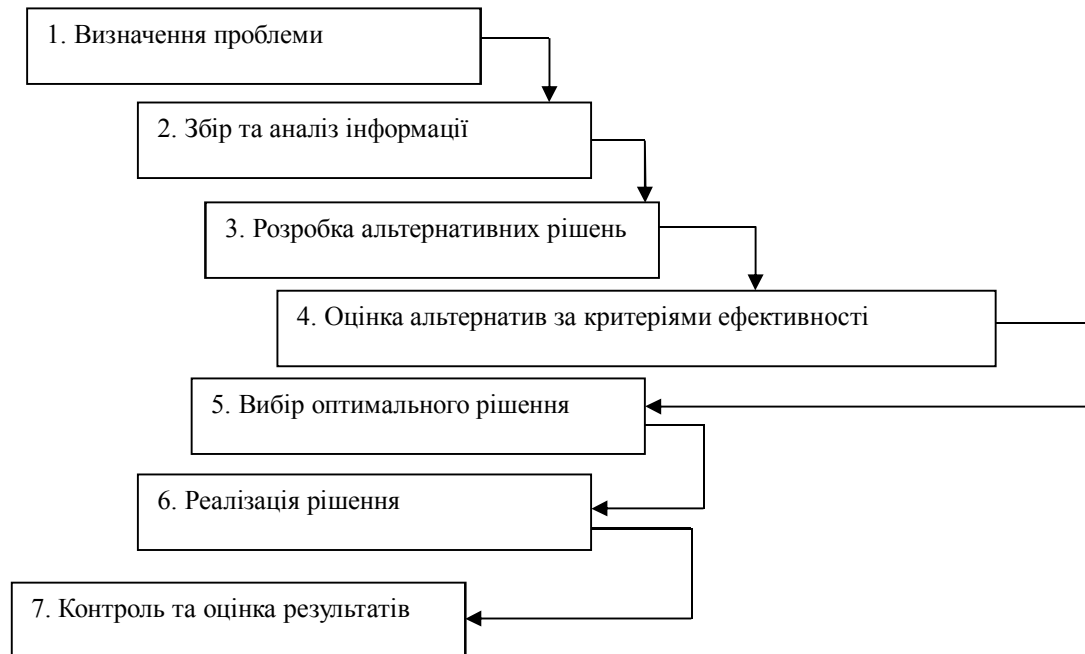 1. Визначення проблеми
2. Збір та аналіз інформації
3. Розробка альтернативних рішень
4. Оцінка альтернатив за критеріями ефективності
5. Вибір оптимального рішення
6. Реалізація рішення
7. Контроль та оцінка результатів